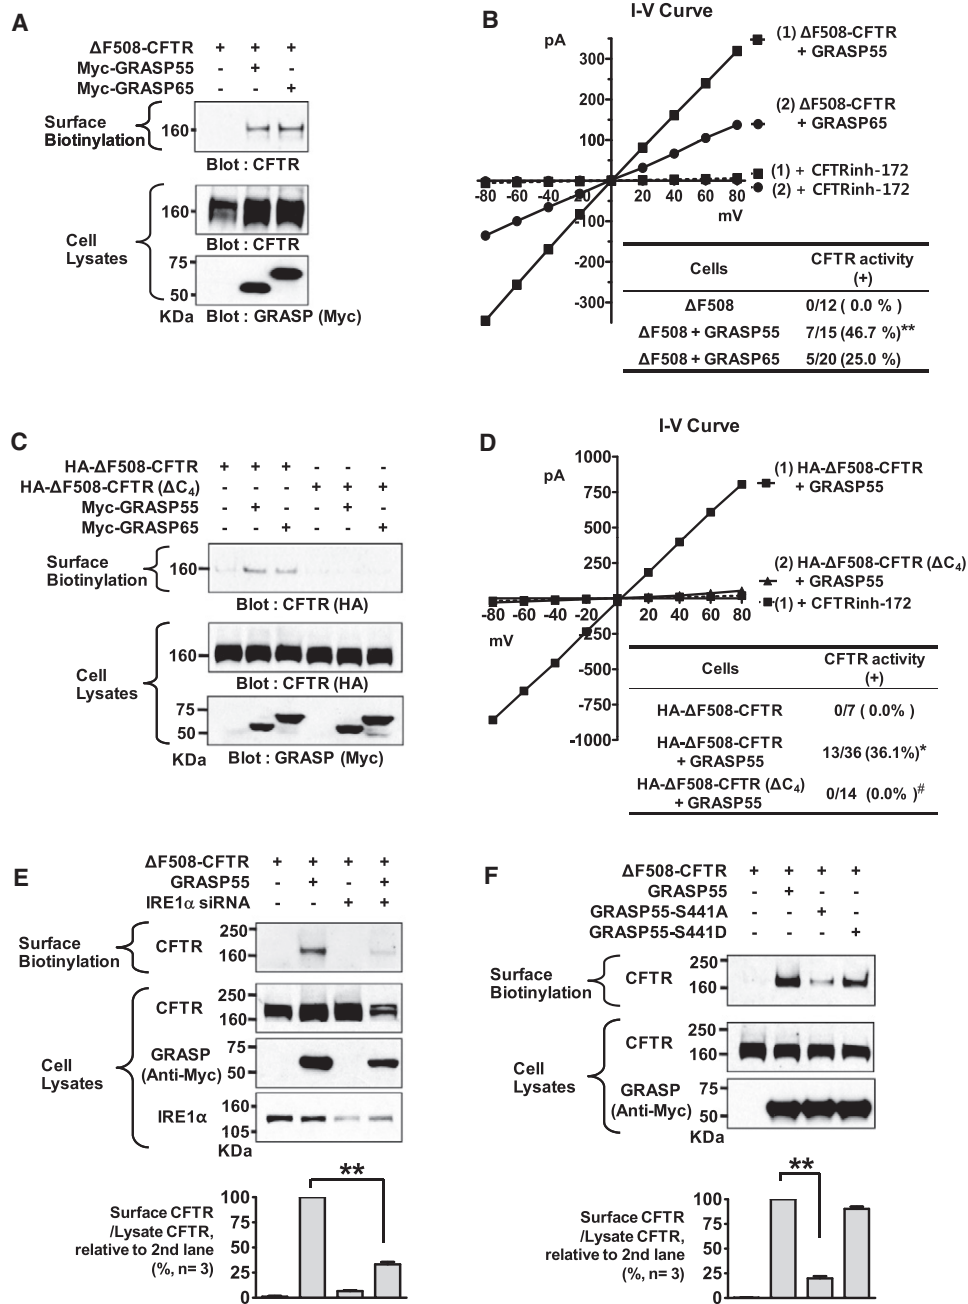 A
ΔF508-CFTR + + +
Myc-GRASP55 - + -
Myc-GRASP65 - - +
Surface
Biotinylation
160
Blot : CFTR
160
Blot : CFTR
Cell
Lysates
75
50
KDa
Blot : GRASP (Myc)
B
I-V Curve
pA
300
200
100
-100
-200
-300
-80 -60 -40 -20 20 40 60 80
mV
(1) ΔF508-CFTR
+ GRASP55
(2) ΔF508-CFTR
+ GRASP65
(1) + CFTRinh-172
(2) + CFTRinh-172
Cells CFTR activity
(+)
ΔF508 0/12 ( 0.0 % )
ΔF508 + GRASP55 7/15 (46.7 %)**
ΔF508 + GRASP65 5/20 (25.0 %)
C
HA-ΔF508-CFTR + + + - - -
HA-ΔF508-CFTR (ΔC4) - - - + + +
Myc-GRASP55 - + - - + -
Myc-GRASP65 - - + - - +
Surface
Biotinylation
160
Blot : CFTR (HA)
160
Blot : CFTR (HA)
Cell
Lysates
75
50
KDa
Blot : GRASP (Myc)
D
I-V Curve
pA
1000
750
500
250
-250
-500
-750
-1000
-80 -60 -40 -20 20 40 60 80
mV
(1) HA-ΔF508-CFTR
+ GRASP55
(2) HA-ΔF508-CFTR (ΔC4)
+ GRASP55
(1) + CFTRinh-172
Cells CFTR activity
(+)
HA-ΔF508-CFTR 0/7 ( 0.0% )
HA-ΔF508-CFTR
+ GRASP55 13/36 (36.1%)*
HA-ΔF508-CFTR (ΔC4)
+ GRASP55 0/14 (0.0% )#
E
ΔF508-CFTR + + + +
GRASP55 - + - +
IRE1α siRNA - - + +
Surface
Biotinylation
CFTR
250
160
Cell
Lysates
CFTR
250
160
GRASP
(Anti-Myc)
75
50
IRE1α
160
105
KDa
**
Surface CFTR
/Lysate CFTR,
relative to 2nd lane
(%, n= 3)
100
75
50
25
0
F
ΔF508-CFTR + + + +
GRASP55 - + - -
GRASP55-S441A - - + -
GRASP55-S441D - - - +
Surface
Biotinylation
CFTR
250
160
Cell
Lysates
CFTR
250
160
GRASP
(Anti-Myc)
75
50
KDa
**
Surface CFTR
/Lysate CFTR,
relative to 2nd lane
(%, n= 3)
100
75
50
25
0